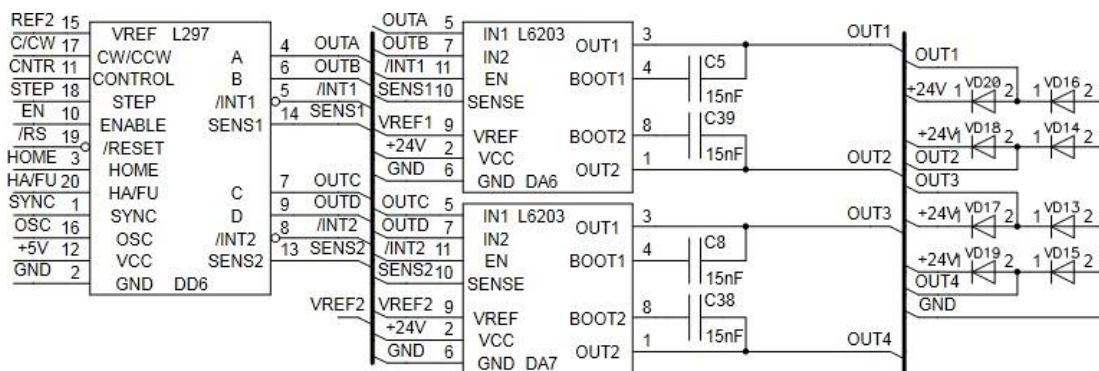 REF2 15
C/CW 17
CNTR 11
STEP 18
EN 10
/RS 19
HOME 3
HA/FU 20
SYNC 1
OSC 16
+5V 12
GND 2
VREF L297
CW/CCW A
CONTROL B
STEP /INT1
ENABLE SENS1
/RESET
HOME
HA/FU C
SYNC D
OSC /INT2
VCC SENS2
GND DD6
4 OUTA
6 OUTB
5 /INT1
14 SENS1
7 OUTC
9 OUTD
8 /INT2
13 SENS2
VREF2
OUTA 5
OUTB 7
/INT1 11
SENS1 10
VREF1 9
+24V 2
GND 6
IN1 L6203
IN2 OUT1
EN BOOT1
SENSE
VREF BOOT2
VCC OUT2
GND DA6
3
4
8
1
C5
15nF
C39
15nF
OUT1
OUT2
OUTC 5
OUTD 7
/INT2 11
SENS2 10
VREF2 9
+24V 2
GND 6
IN1 L6203
IN2 OUT1
EN BOOT1
SENSE
VREF BOOT2
VCC OUT2
GND DA7
3
4
8
1
C8
15nF
C38
15nF
OUT3
OUT4
OUT1
+24V 1 VD20 2 1 VD16 2
+24V 1 VD18 2 1 VD14 2
OUT2
OUT3
+24V 1 VD17 2 1 VD13 2
+24V 1 VD19 2 1 VD15 2
OUT4
GND